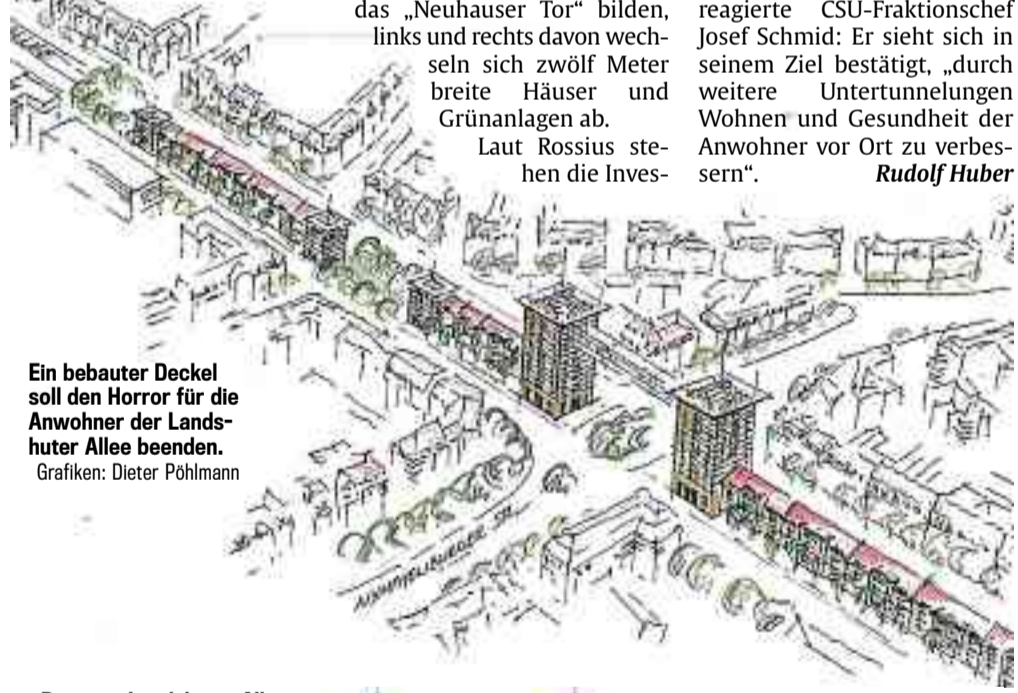 das „Neuhauser Tor“ bilden,
links und rechts davon wech-
seln sich zwölf Meter
breite Häuser und
Grünanlagen ab.
Laut Rossius ste-
hen die Inves-
reagierte CSU-Fraktionschef
Josef Schmid: Er sieht sich in
seinem Ziel bestätigt, „durch
weitere Untertunnelungen
Wohnen und Gesundheit der
Anwohner vor Ort zu verbes-
sern“. Rudolf Huber
Ein bebauter Deckel
soll den Horror für die
Anwohner der Lands-
huter Allee beenden.
Grafiken: Dieter Pöhlmann